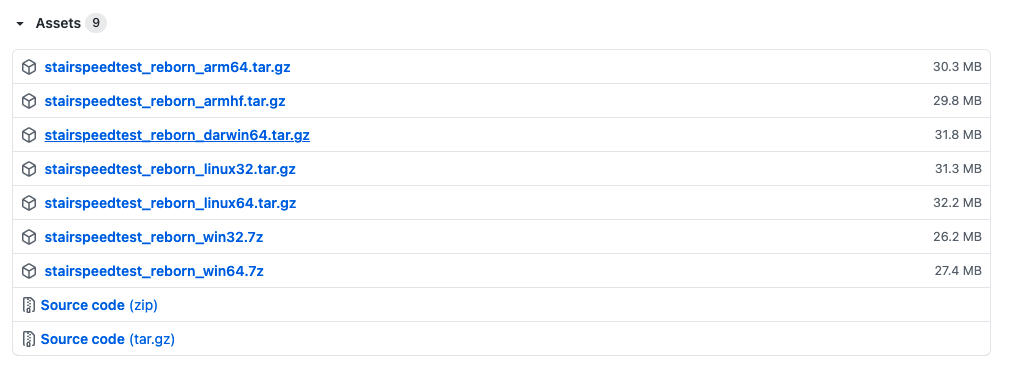 Assets 9
stairspeedtest_reborn_arm64.tar.gz 30.3 MB
stairspeedtest_reborn_armhf.tar.gz 29.8 MB
stairspeedtest_reborn_darwin64.tar.gz 31.8 MB
stairspeedtest_reborn_linux32.tar.gz 31.3 MB
stairspeedtest_reborn_linux64.tar.gz 32.2 MB
stairspeedtest_reborn_win32.7z 26.2 MB
stairspeedtest_reborn_win64.7z 27.4 MB
Source code (zip)
Source code (tar.gz)